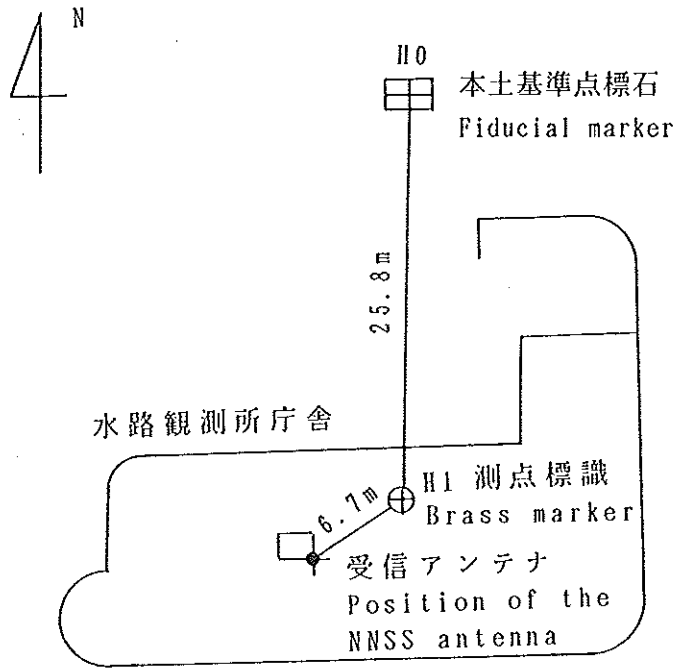 N
H0
本土基準点標石
Fiducial marker
25.8m
水路観測所庁舎
6.7m
H1 測点標識
Brass marker
受信アンテナ
Position of the
NNSS antenna